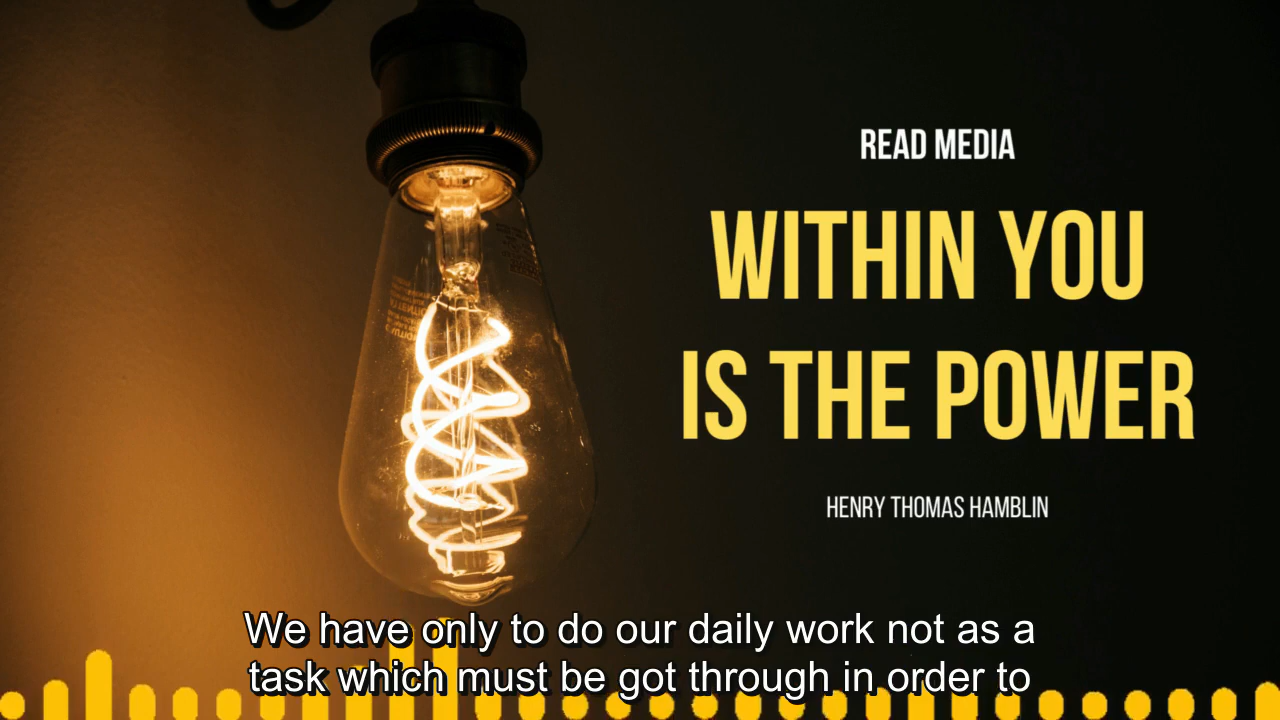 READ MEDIA
WITHIN YOU
IS THE POWER
HENRY THOMAS HAMBLIN
We have only to do our daily work not as a
task which must be got through in order to